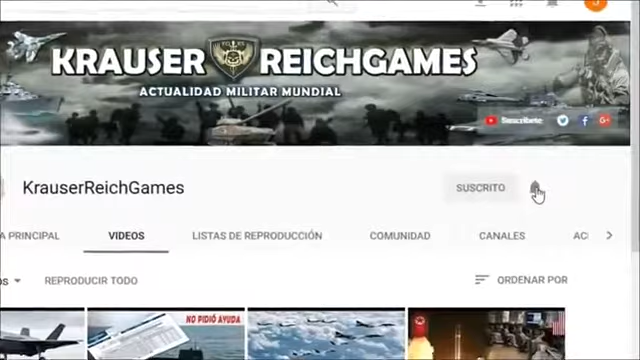 KRAUSER REICHGAMES
ACTUALIDAD MILITAR MUNDIAL
Suscríbete
KrauserReichGames
SUSCRITO
A PRINCIPAL
VIDEOS
LISTAS DE REPRODUCCIÓN
COMUNIDAD
CANALES
OS
REPRODUCIR TODO
ORDENAR POR
NO PIDIÓ AYUDA